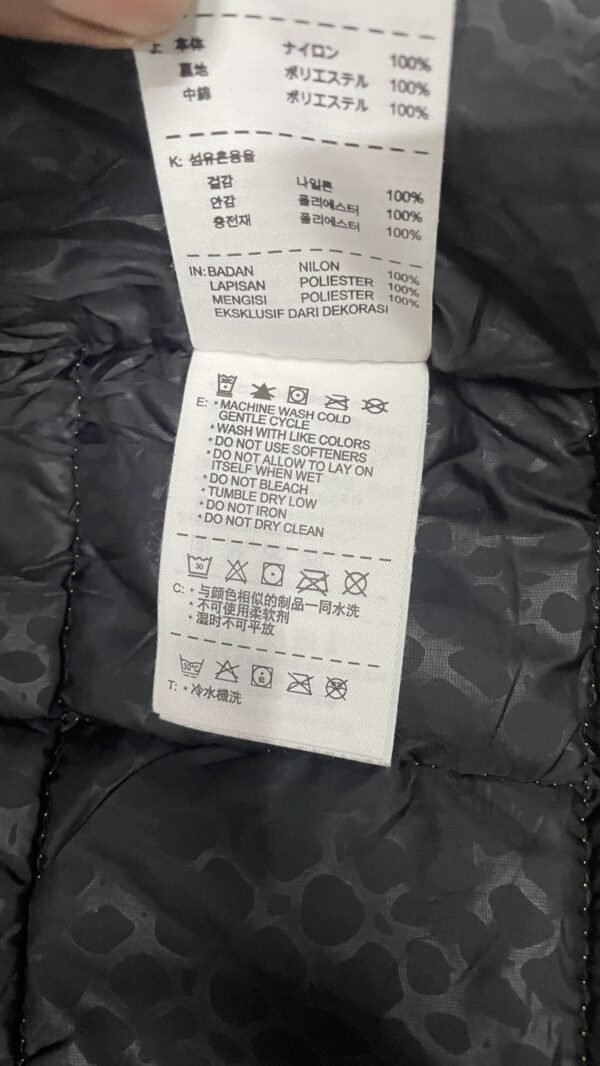 本体 ナイロン 100%
裏地 ポリエステル 100%
中綿 ポリエステル 100%
K: 섬유혼용율
겉감 나일론 100%
안감 폴리에스터 100%
충전재 폴리에스터 100%
IN: BADAN NILON 100%
LAPISAN POLIESTER 100%
MENGISI POLIESTER 100%
EKSKLUSIF DARI DEKORASI
30C
E: • MACHINE WASH COLD
GENTLE CYCLE
• WASH WITH LIKE COLORS
• DO NOT USE SOFTENERS
• DO NOT ALLOW TO LAY ON
ITSELF WHEN WET
• DO NOT BLEACH
• TUMBLE DRY LOW
• DO NOT IRON
• DO NOT DRY CLEAN
30
C: • 与颜色相似的制品一同水洗
• 不可使用柔软剂
• 湿时不可平放
30°C 低
T: • 冷水機洗